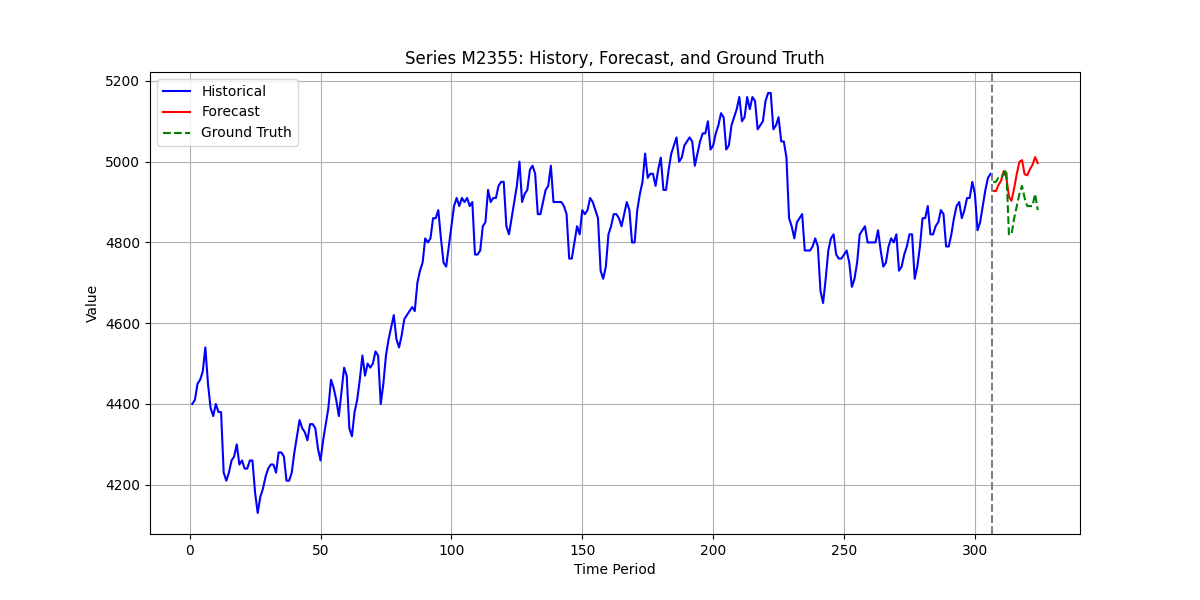 Series M2355: History, Forecast, and Ground Truth
Historical
Forecast
Ground Truth
Value
5200
5000
4800
4600
4400
4200
0 50 100 150 200 250 300
Time Period